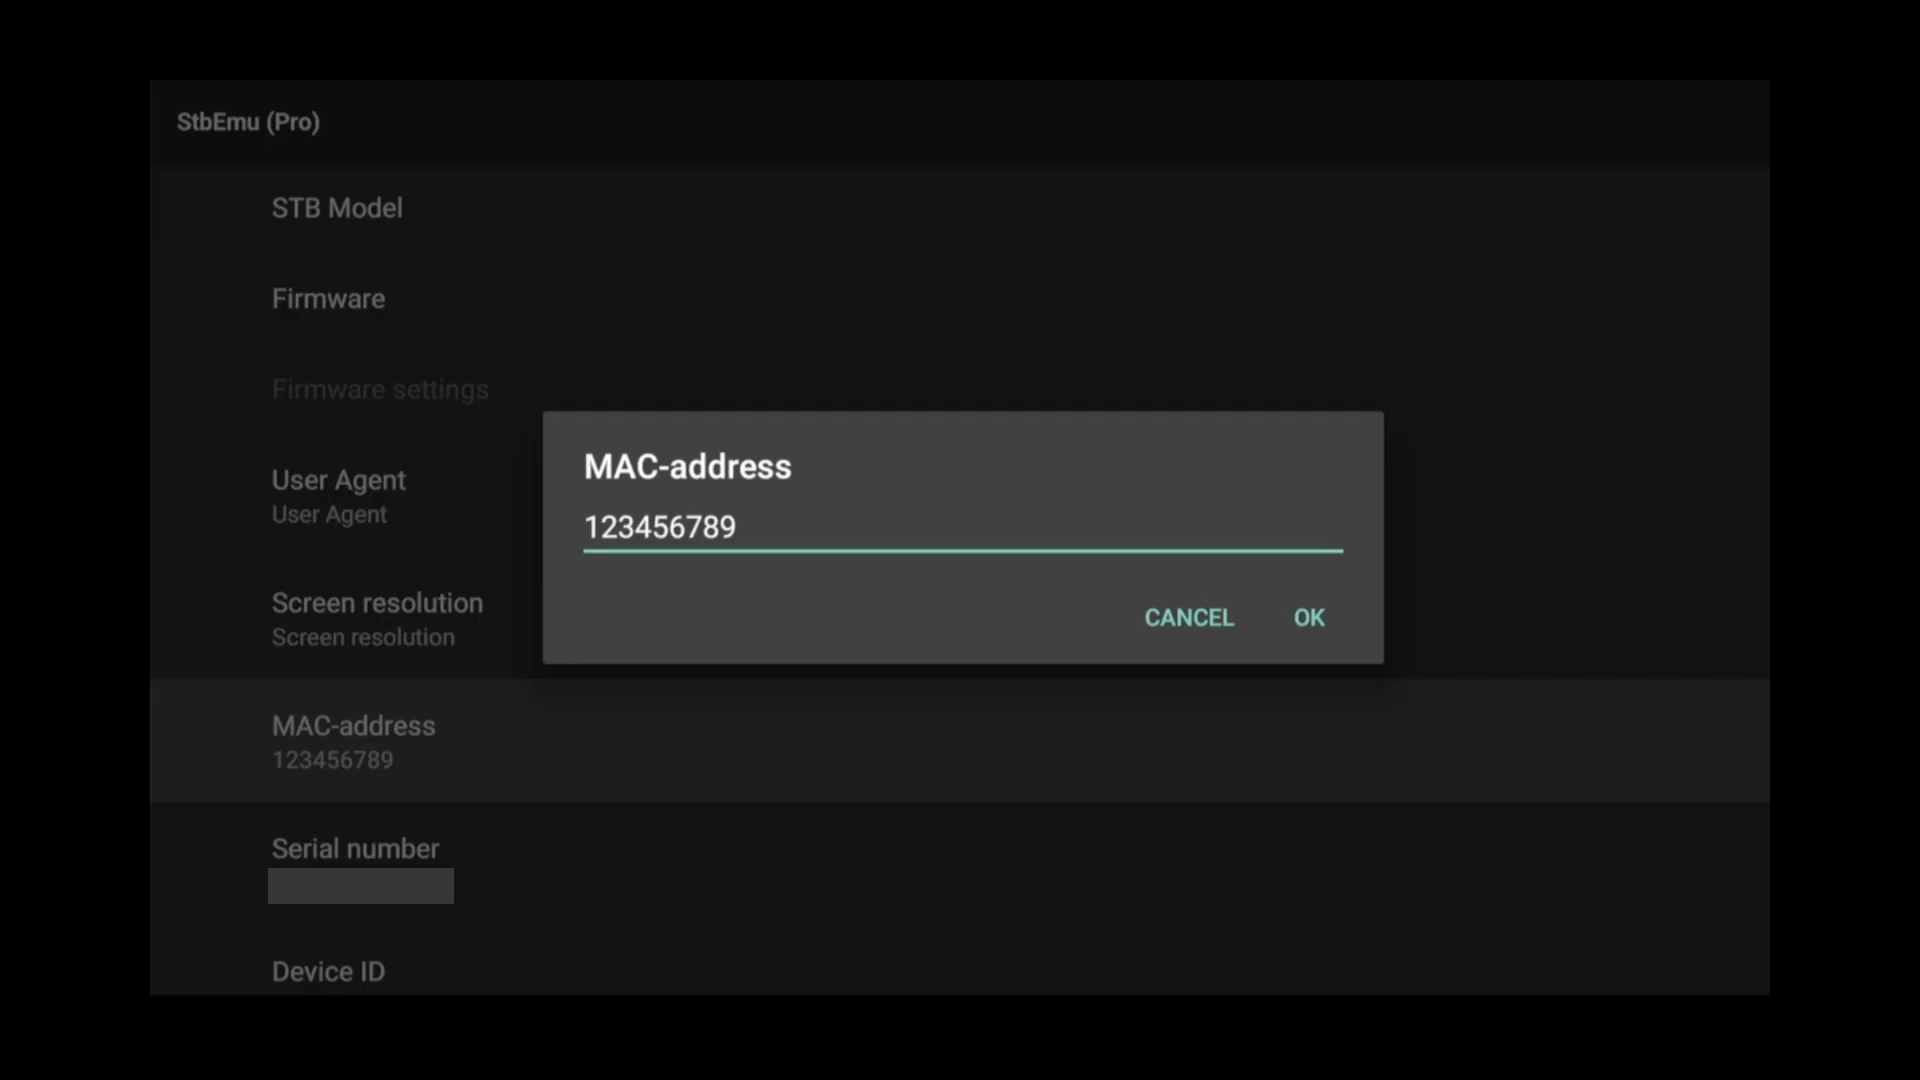 StbEmu (Pro)
STB Model
Firmware
Firmware settings
User Agent
User Agent
Screen resolution
Screen resolution
MAC-address
123456789
CANCEL OK
MAC-address
123456789
Serial number
Device ID